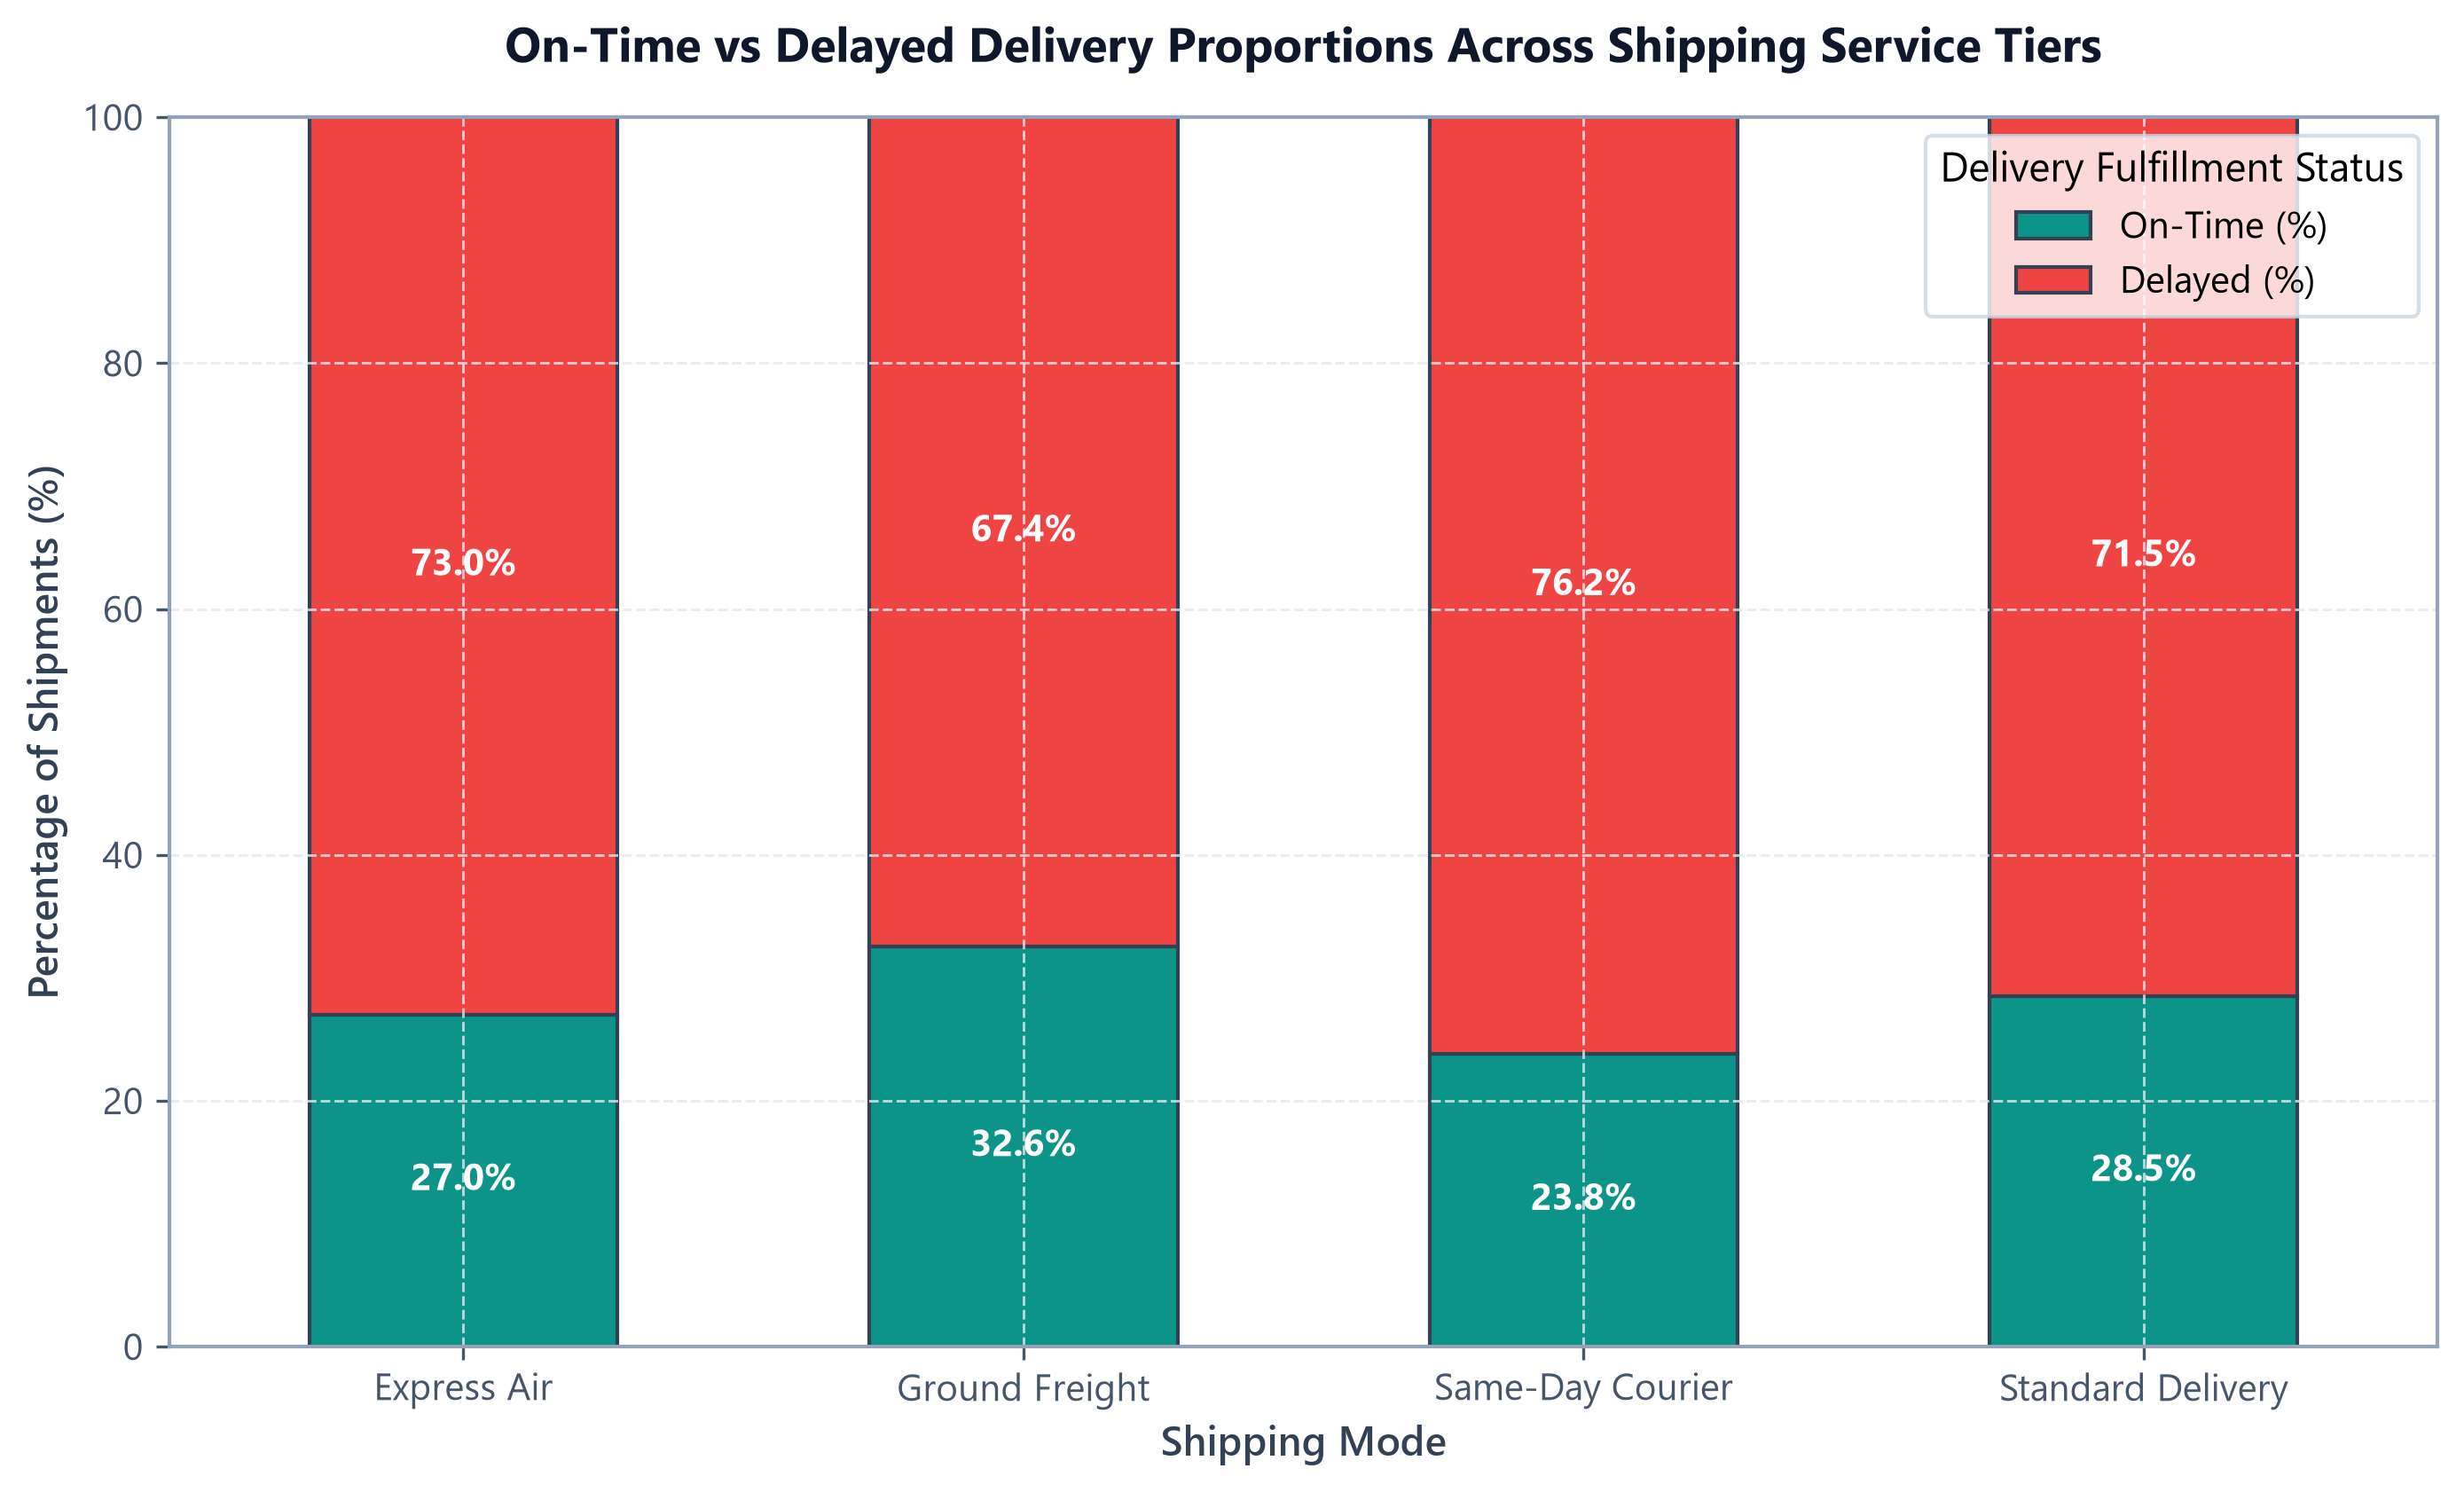 On-Time vs Delayed Delivery Proportions Across Shipping Service Tiers
Percentage of Shipments (%)
100
80
60
40
20
0
Delivery Fulfillment Status
On-Time (%)
Delayed (%)
73.0%
67.4%
76.2%
71.5%
27.0%
32.6%
23.8%
28.5%
Express Air
Ground Freight
Same-Day Courier
Standard Delivery
Shipping Mode